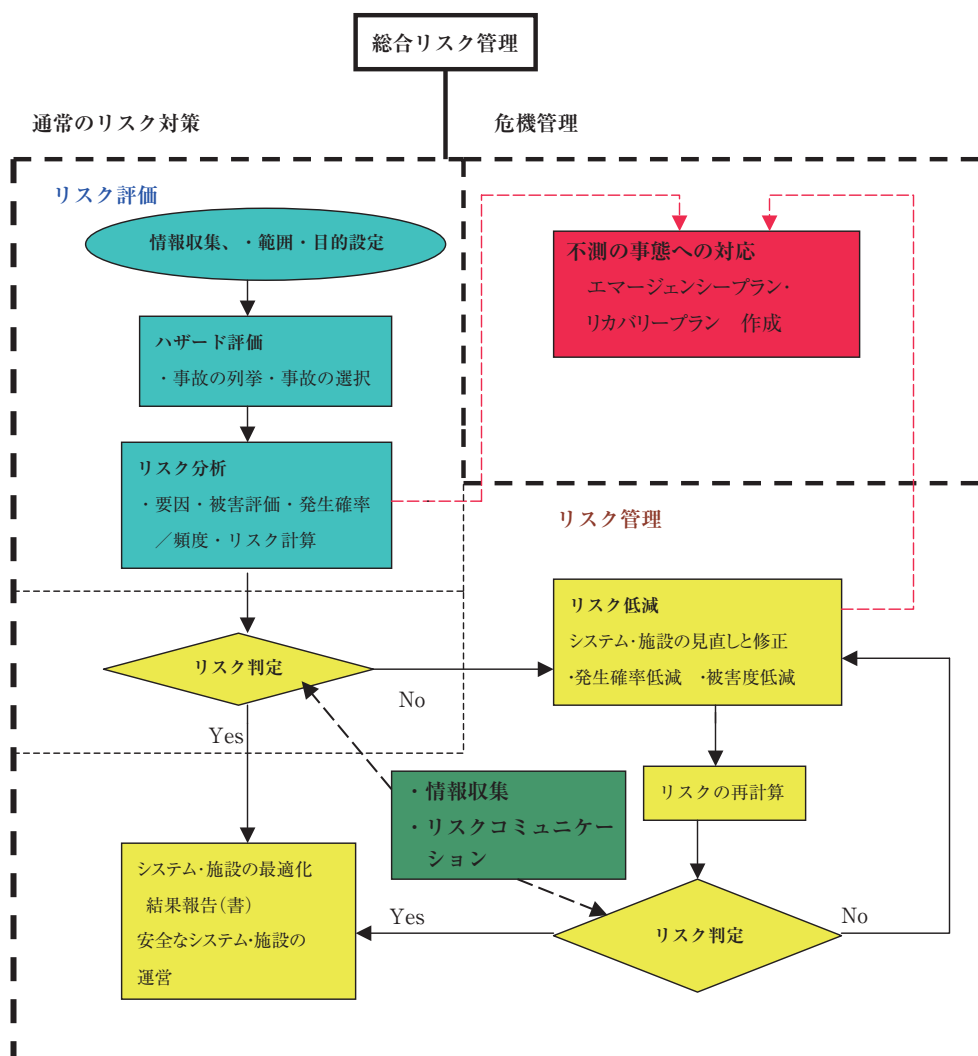 総合リスク管理
通常のリスク対策
危機管理
リスク評価
情報収集、・範囲・目的設定
ハザード評価
・事故の列挙・事故の選択
リスク分析
・要因・被害評価・発生確率
／頻度・リスク計算
不測の事態への対応
エマージェンシープラン・
リカバリープラン　作成
リスク管理
リスク低減
システム・施設の見直しと修正
・発生確率低減　・被害度低減
リスク判定
No
Yes
リスクの再計算
・情報収集
・リスクコミュニケー
ション
システム・施設の最適化
結果報告(書)
安全なシステム・施設の
運営
Yes
リスク判定
No